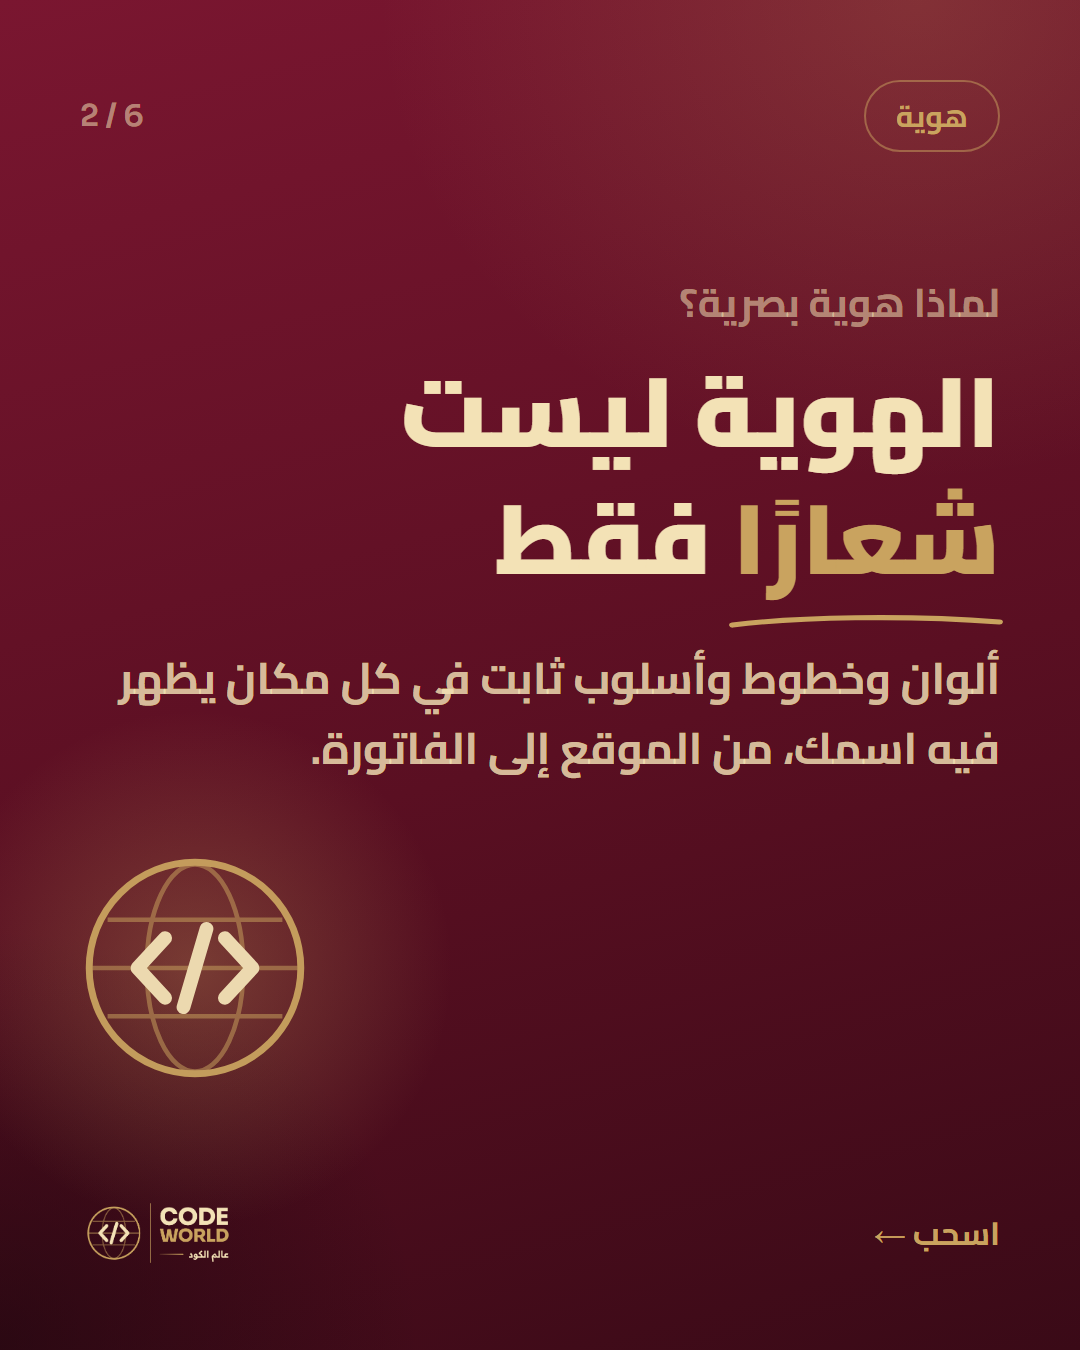 هوية
2 / 6
لماذا هوية بصرية؟
الهوية ليست
شعارًا فقط
ألوان وخطوط وأسلوب ثابت في كل مكان يظهر
فيه اسمك، من الموقع إلى الفاتورة.
</>
اسحب ←
</>
CODE
WORLD
عالم الكود